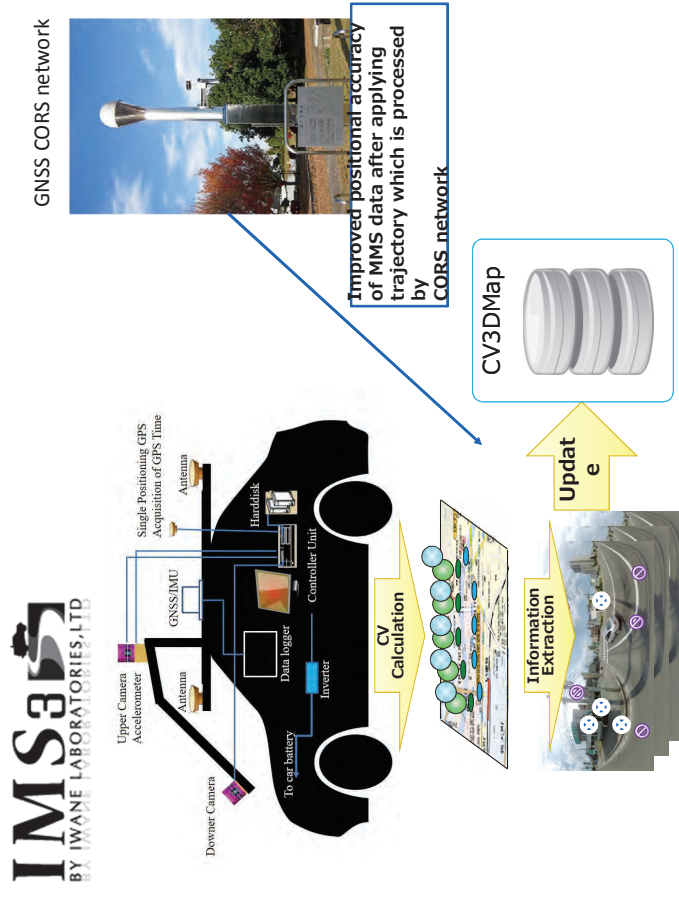 IMS3
BY IWANE LABORATORIES,LTD
GNSS CORS network
Improved positional accuracy
of MMS data after applying
trajectory which is processed
by
CORS network
Upper Camera
Accelerometer
Single Positioning GPS
Acquisition of GPS Time
Antenna
GNSS/IMU
Antenna
Downer Camera
Harddisk
Controller Unit
Data logger
Inverter
To car battery
CV
Calculation
Information
Extraction
Updat
e
CV3DMap